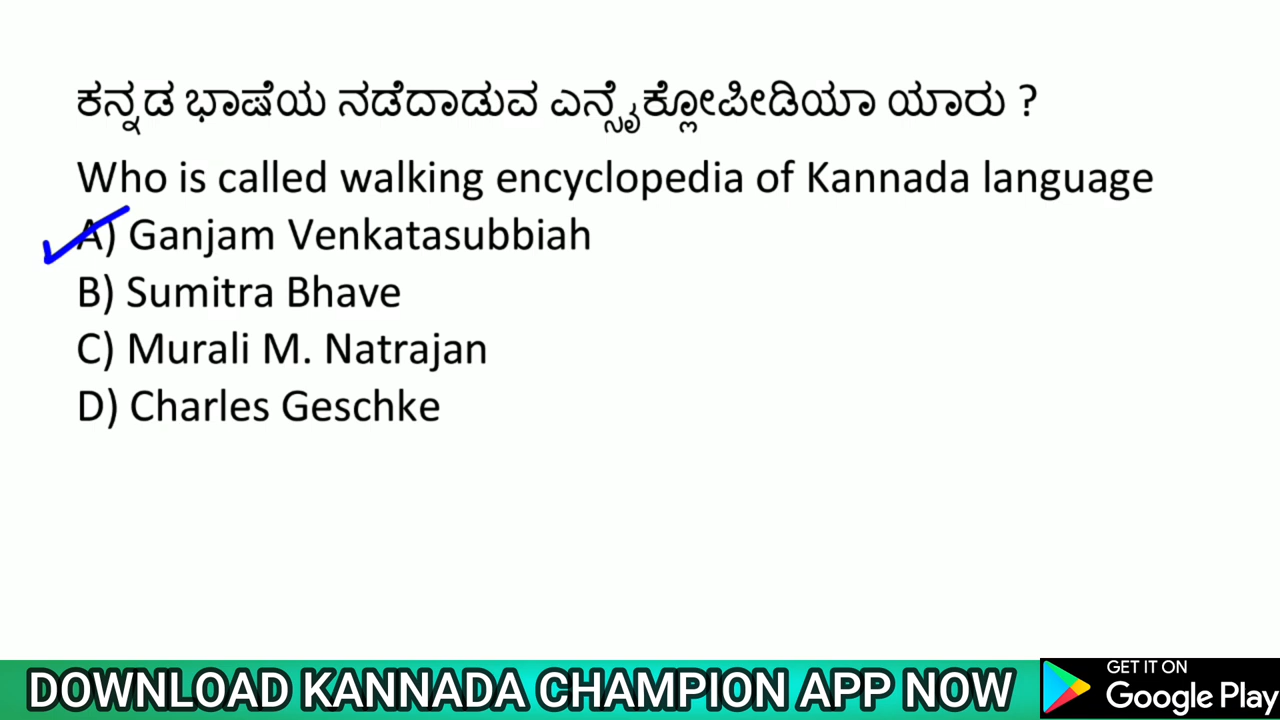 ಕನ್ನಡ ಭಾಷೆಯ ನಡೆದಾಡುವ ಎನ್ಸೈಕ್ಲೋಪೀಡಿಯಾ ಯಾರು ?
Who is called walking encyclopedia of Kannada language
A) Ganjam Venkatasubbiah
B) Sumitra Bhave
C) Murali M. Natrajan
D) Charles Geschke
DOWNLOAD KANNADA CHAMPION APP NOW
GET IT ON
Google Play